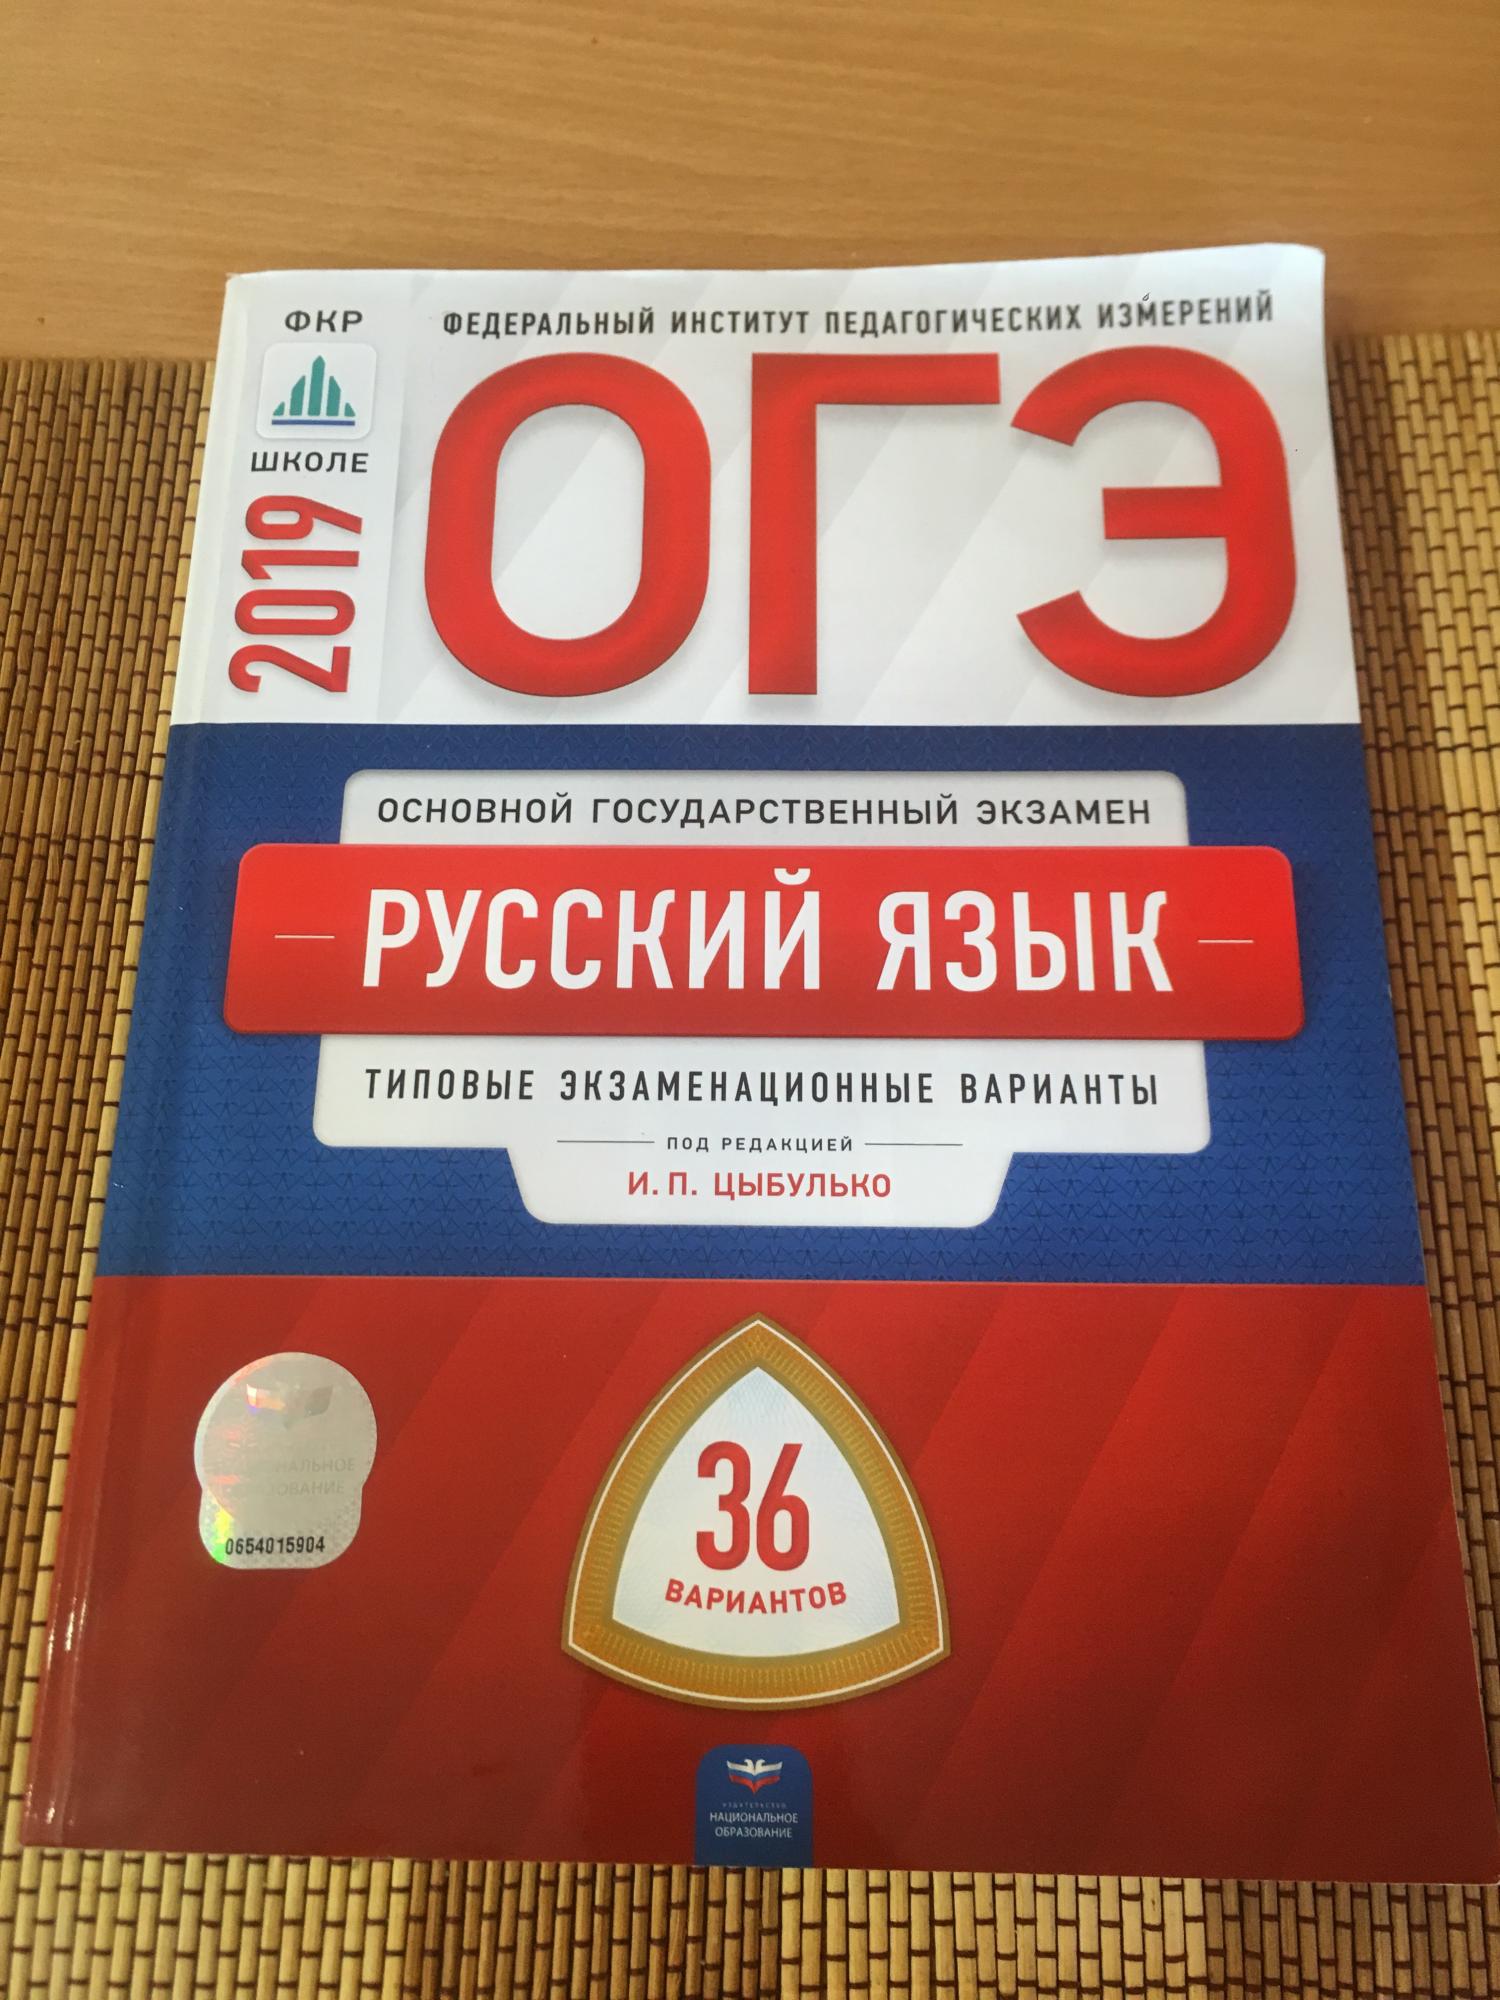 ФКР
ШКОЛЕ
2019
ФЕДЕРАЛЬНЫЙ ИНСТИТУТ ПЕДАГОГИЧЕСКИХ ИЗМЕРЕНИЙ
ОГЭ
ОСНОВНОЙ ГОСУДАРСТВЕННЫЙ ЭКЗАМЕН
РУССКИЙ ЯЗЫК
ТИПОВЫЕ ЭКЗАМЕНАЦИОННЫЕ ВАРИАНТЫ
ПОД РЕДАКЦИЕЙ
И. П. ЦЫБУЛЬКО
0654015904
36
ВАРИАНТОВ
ИЗДАТЕЛЬСТВО
НАЦИОНАЛЬНОЕ
ОБРАЗОВАНИЕ